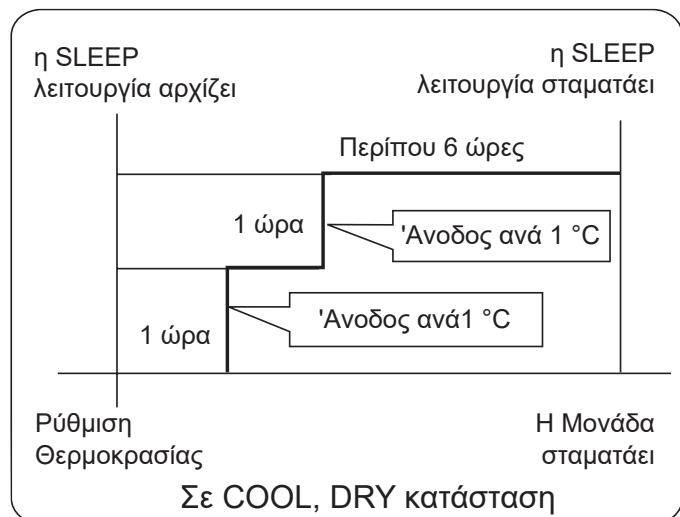 η SLEEP
λειτουργία αρχίζει
η SLEEP
λειτουργία σταματάει
Περίπου 6 ώρες
1 ώρα
'Ανοδος ανά 1 °C
'Ανοδος ανά1 °C
1 ώρα
Ρύθμιση
Θερμοκρασίας
Η Μονάδα
σταματάει
Σε COOL, DRY κατάσταση